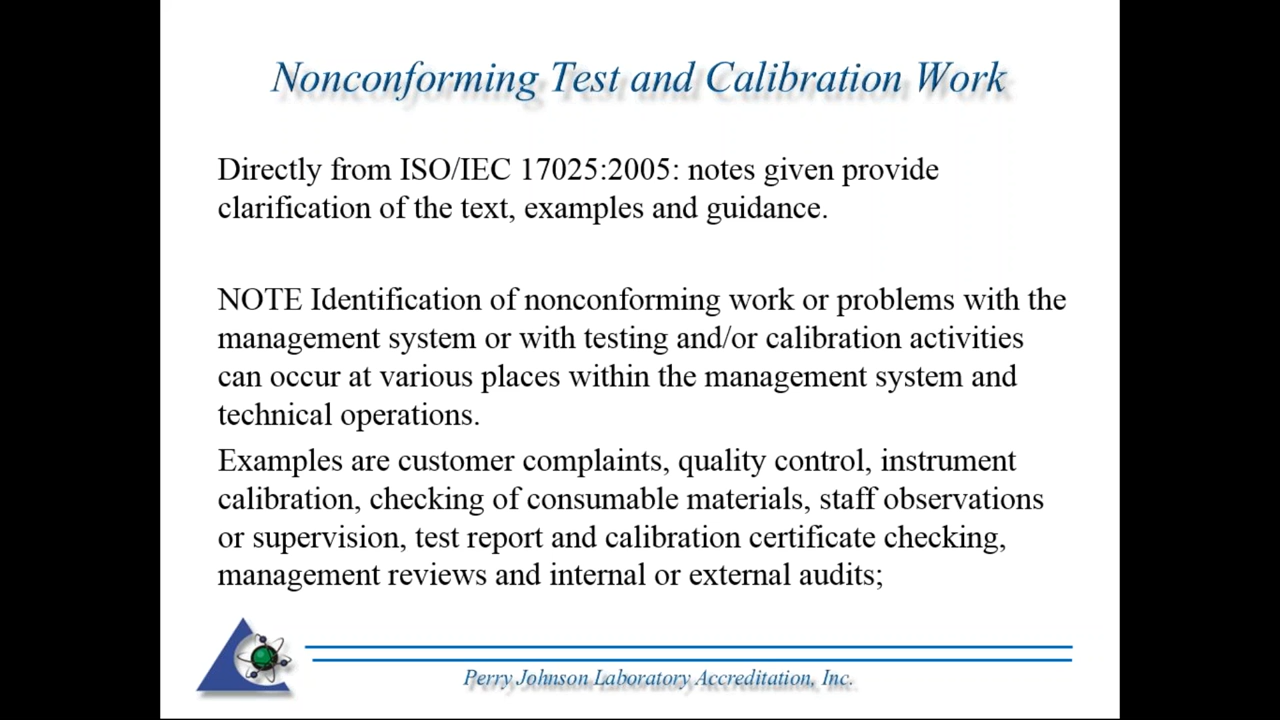 Nonconforming Test and Calibration Work
Directly from ISO/IEC 17025:2005: notes given provide
clarification of the text, examples and guidance.
NOTE Identification of nonconforming work or problems with the
management system or with testing and/or calibration activities
can occur at various places within the management system and
technical operations.
Examples are customer complaints, quality control, instrument
calibration, checking of consumable materials, staff observations
or supervision, test report and calibration certificate checking,
management reviews and internal or external audits;
Perry Johnson Laboratory Accreditation, Inc.